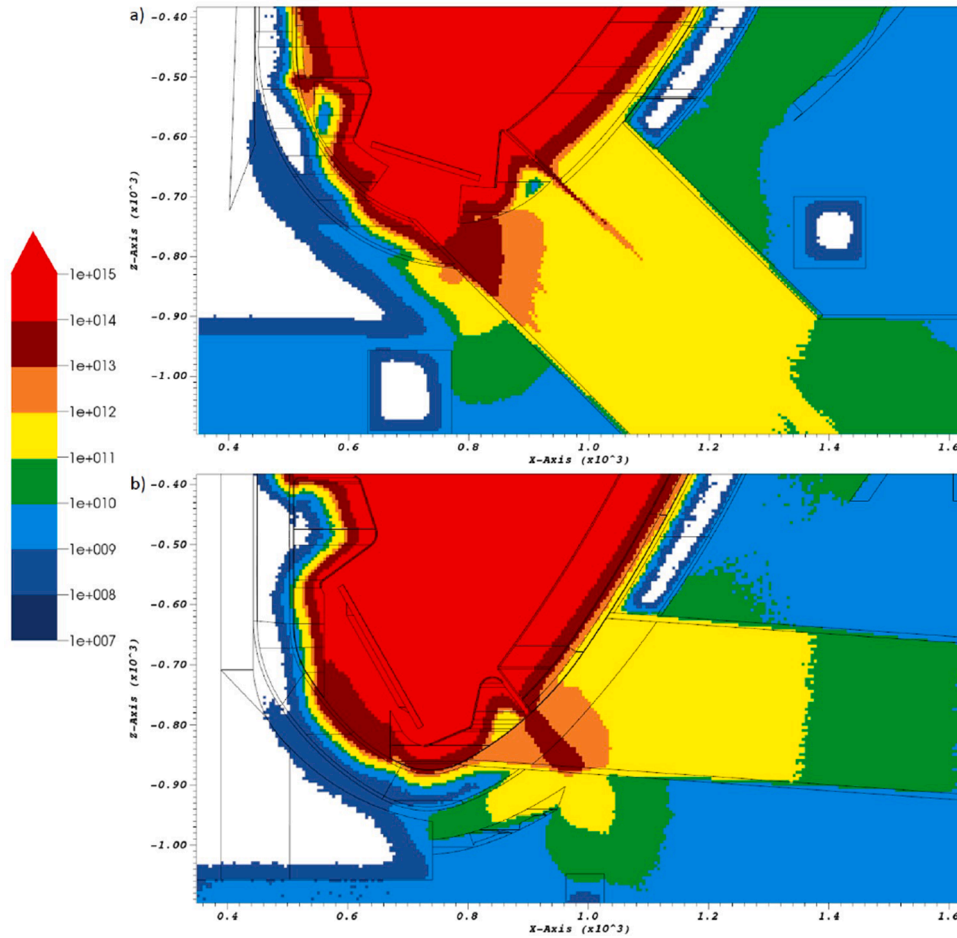 a)
-0.40
-0.50
-0.60
-0.70
-0.80
-0.90
-1.00
Z-Axis (x10^3)
0.4 0.6 0.8 1.0 1.2 1.4 1.6
X-Axis (x10^3)
1e+015
1e+014
1e+013
1e+012
1e+011
1e+010
1e+009
1e+008
1e+007
b)
-0.40
-0.50
-0.60
-0.70
-0.80
-0.90
-1.00
Z-Axis (x10^3)
0.4 0.6 0.8 1.0 1.2 1.4 1.6
X-Axis (x10^3)